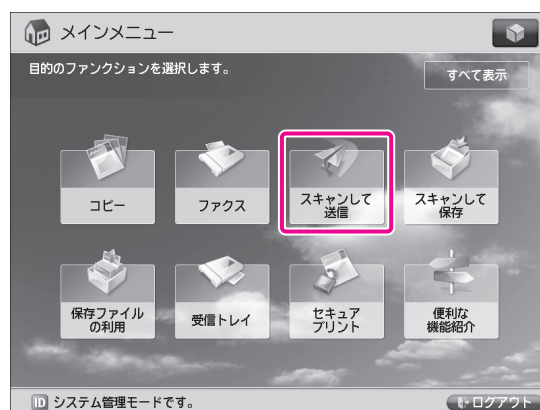 メインメニュー
目的のファンクションを選択します。
すべて表示
コピー
ファクス
スキャンして
送信
スキャンして
保存
保存ファイル
の利用
受信トレイ
セキュア
プリント
便利な
機能紹介
ID システム管理モードです。
ログアウト